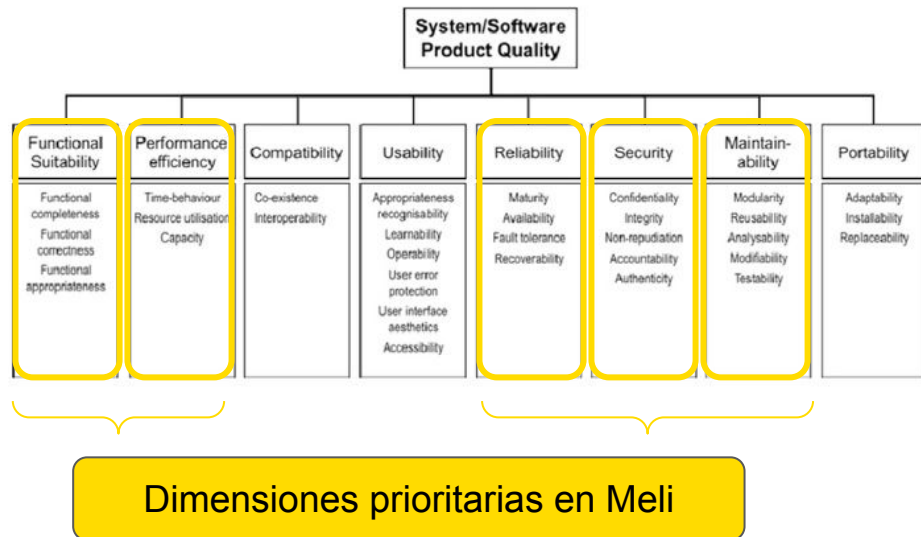 System/Software
Product Quality
Functional
Suitability
Functional
completeness
Functional
correctness
Functional
appropriateness
Performance
efficiency
Time-behaviour
Resource utilisation
Capacity
Compatibility
Co-existence
Interoperability
Usability
Appropriateness
recognisability
Learnability
Operability
User error
protection
User interface
aesthetics
Accessibility
Reliability
Maturity
Availability
Fault tolerance
Recoverability
Security
Confidentiality
Integrity
Non-repudiation
Accountability
Authenticity
Maintain-
ability
Modularity
Reusability
Analysability
Modifiability
Testability
Portability
Adaptability
Installability
Replaceability
Dimensiones prioritarias en Meli